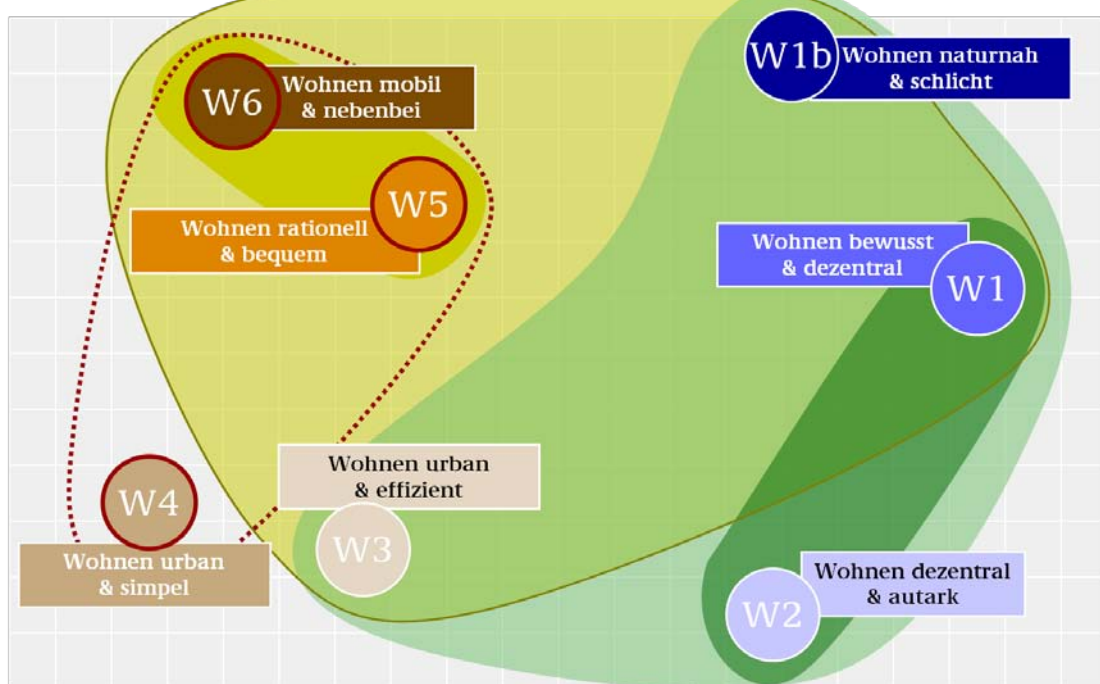 W1b
Wohnen naturnah
& schlicht
W6
Wohnen mobil
& nebenbei
W5
Wohnen rationell
& bequem
Wohnen bewusst
& dezentral
W1
Wohnen urban
& effizient
W3
W4
Wohnen urban
& simpel
W2
Wohnen dezentral
& autark